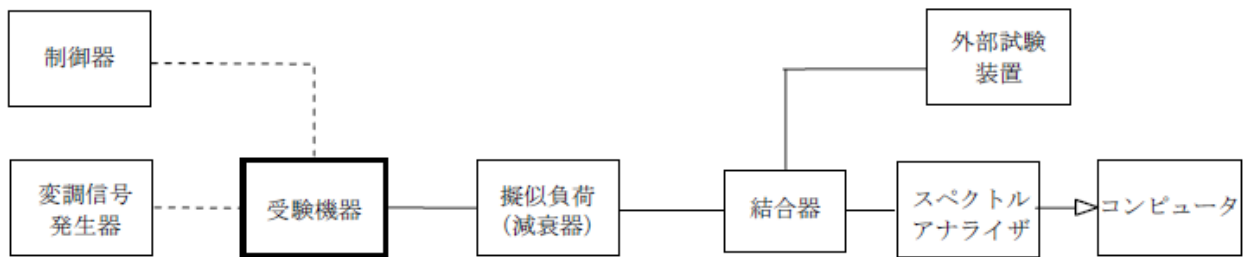 制御器
外部試験
装置
変調信号
発生器
受験機器
擬似負荷
(減衰器)
結合器
スペクトル
アナライザ
コンピュータ